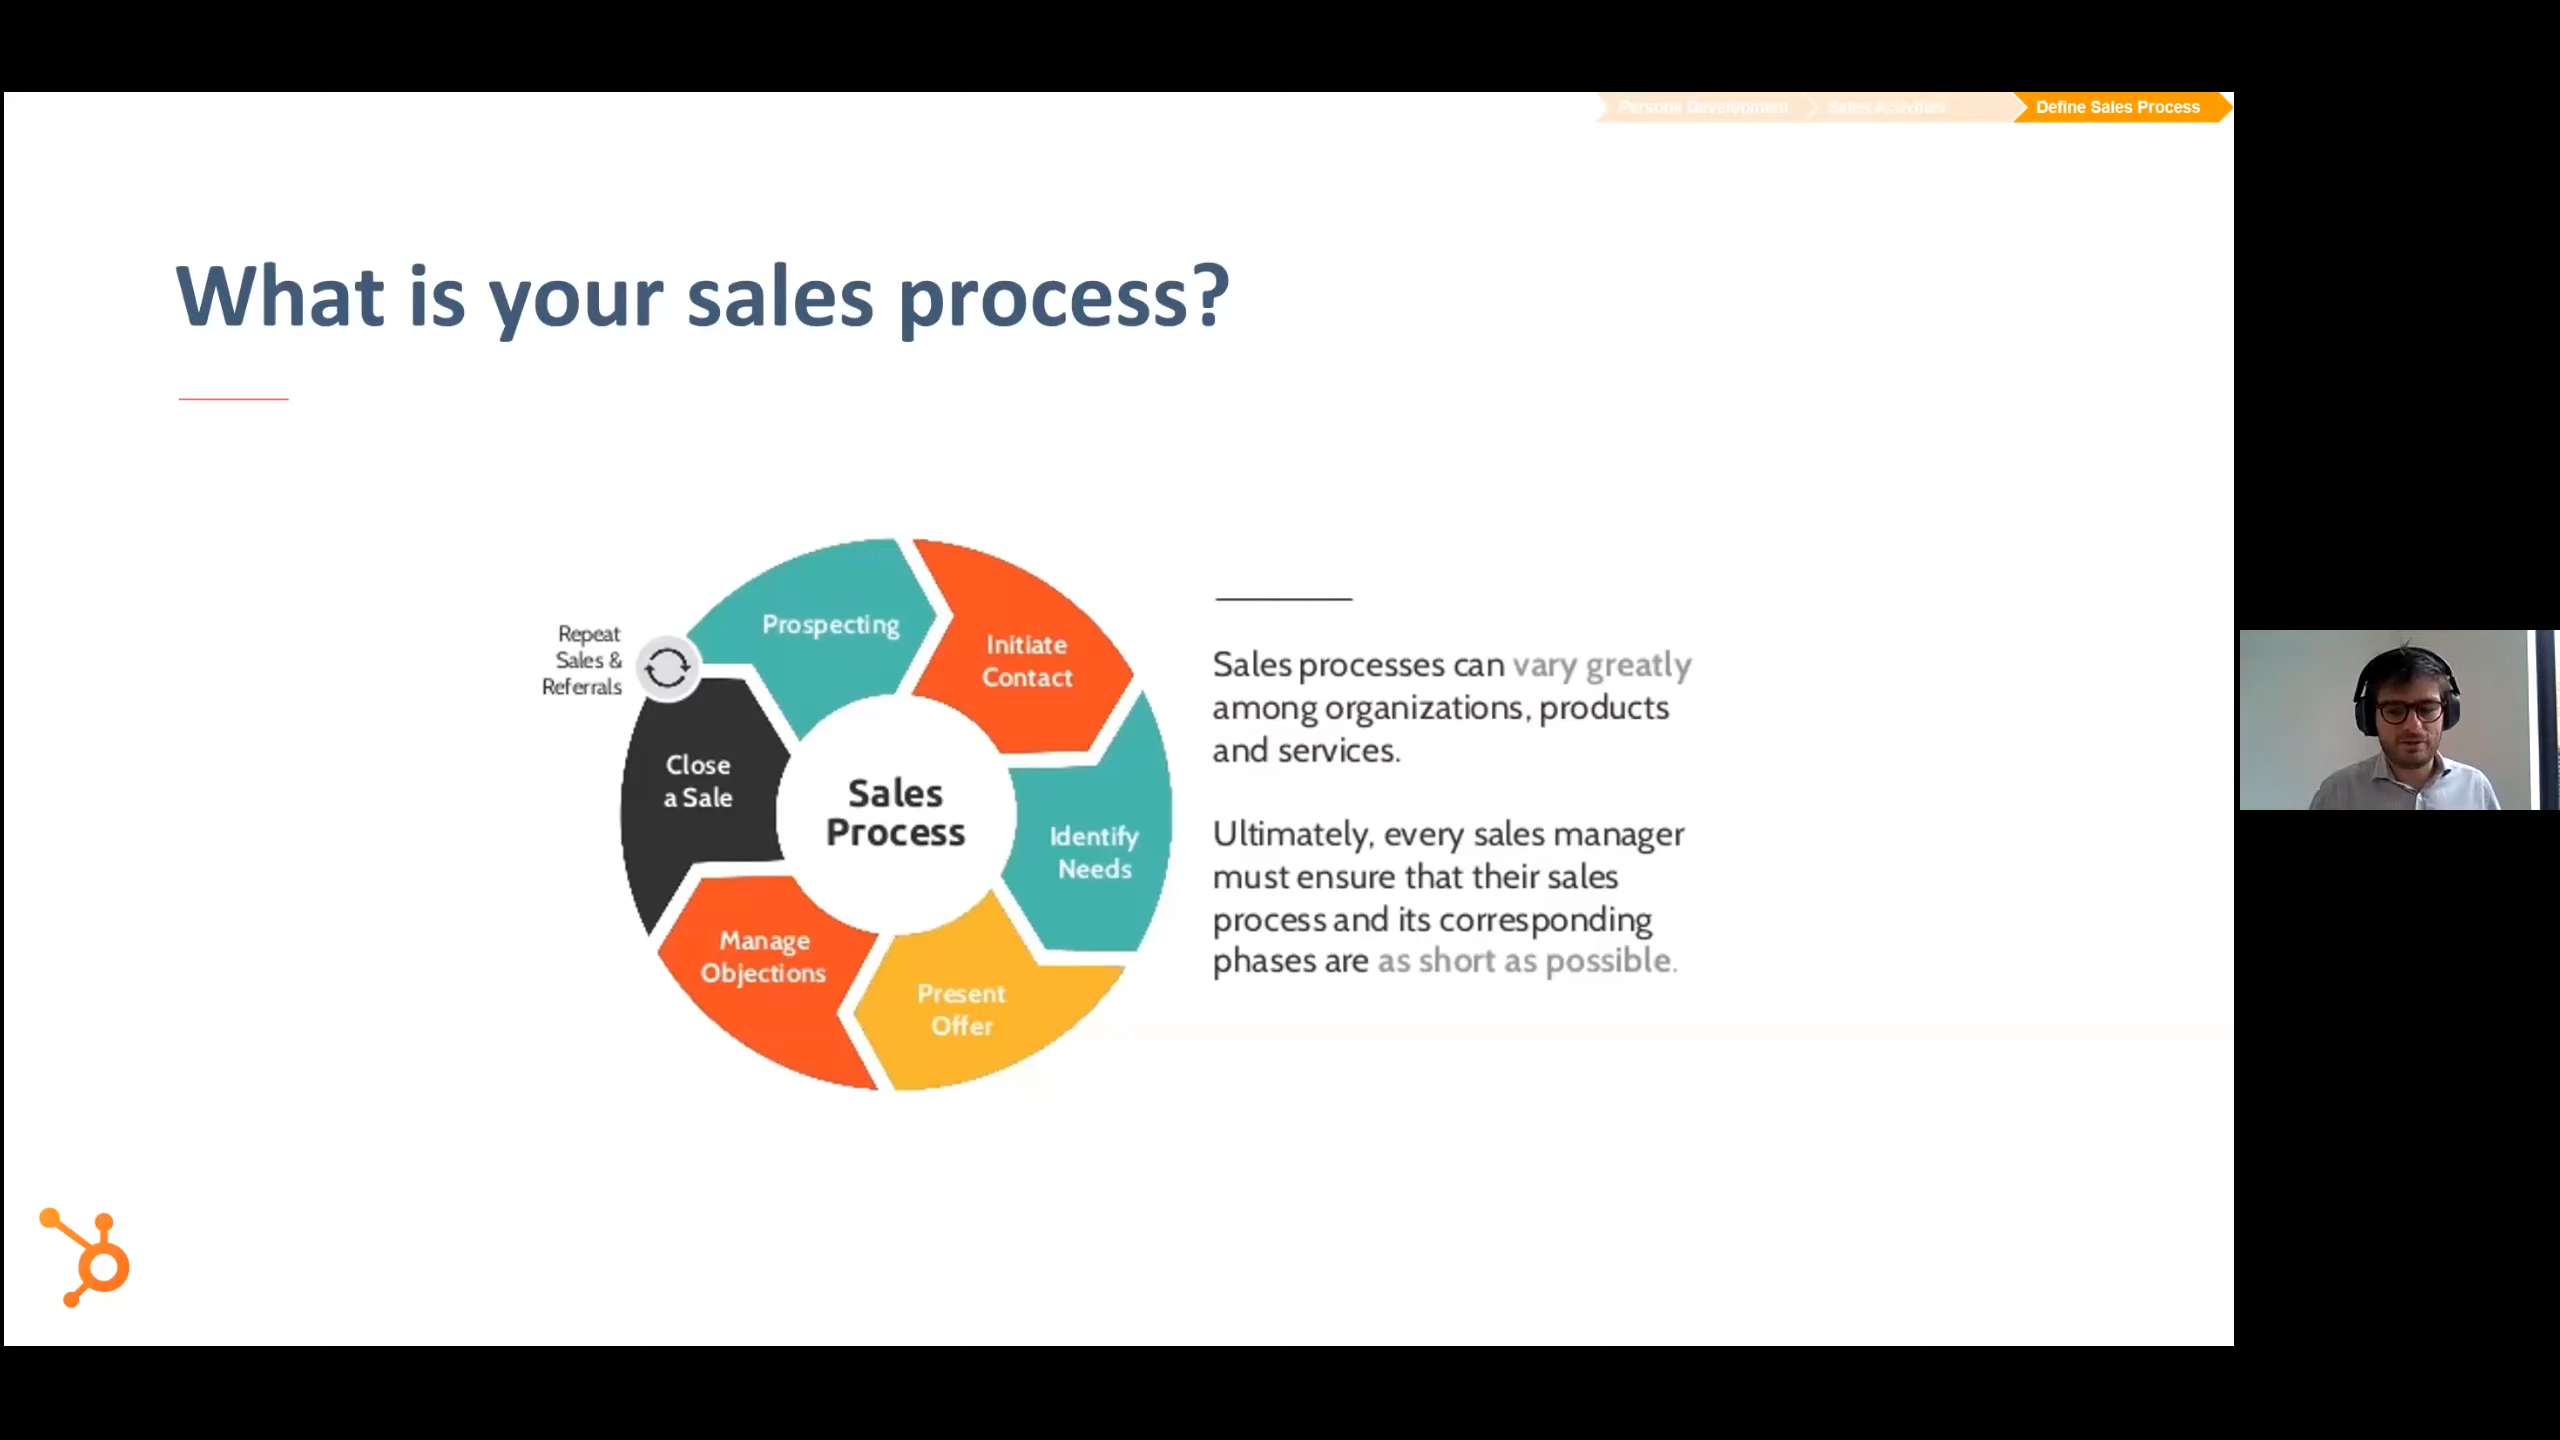 Persona Development
Sales Activities
Define Sales Process
What is your sales process?
Prospecting
Initiate
Contact
Identify
Needs
Present
Offer
Manage
Objections
Close
a Sale
Repeat
Sales &
Referrals
Sales
Process
Sales processes can vary greatly
among organizations, products
and services.
Ultimately, every sales manager
must ensure that their sales
process and its corresponding
phases are as short as possible.